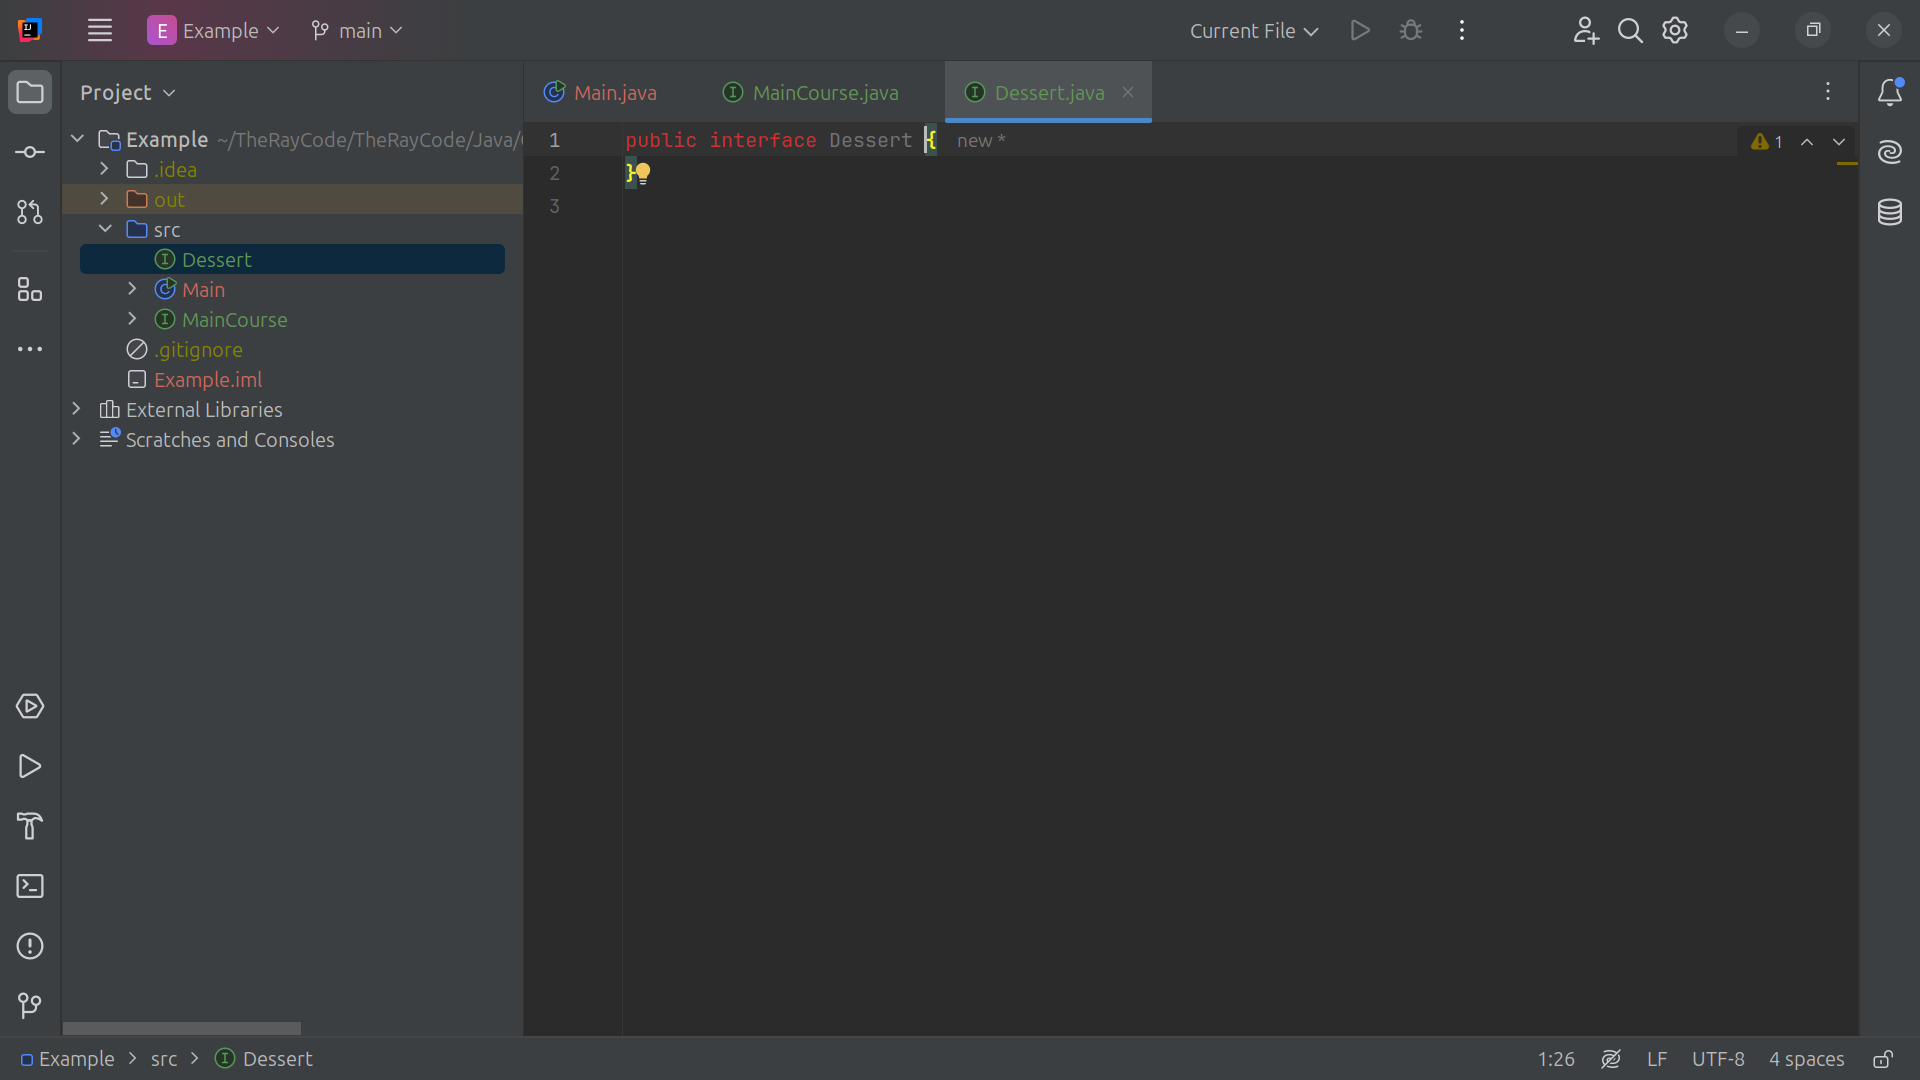 E Example main Current File
Project
Main.java MainCourse.java Dessert.java
Example ~/TheRayCode/TheRayCode/Java/
.idea
out
src
Dessert
Main
MainCourse
.gitignore
Example.iml
External Libraries
Scratches and Consoles
1 public interface Dessert { new * 1
2 }
3
Example > src > Dessert 1:26 LF UTF-8 4 spaces